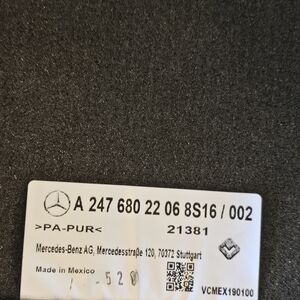 A 247 680 22 06 8S16 / 002
>PA-PUR<
21381
Mercedes-Benz AG, Mercedesstraße 120, 70372 Stuttgart
Made in Mexico
VCMEX190100